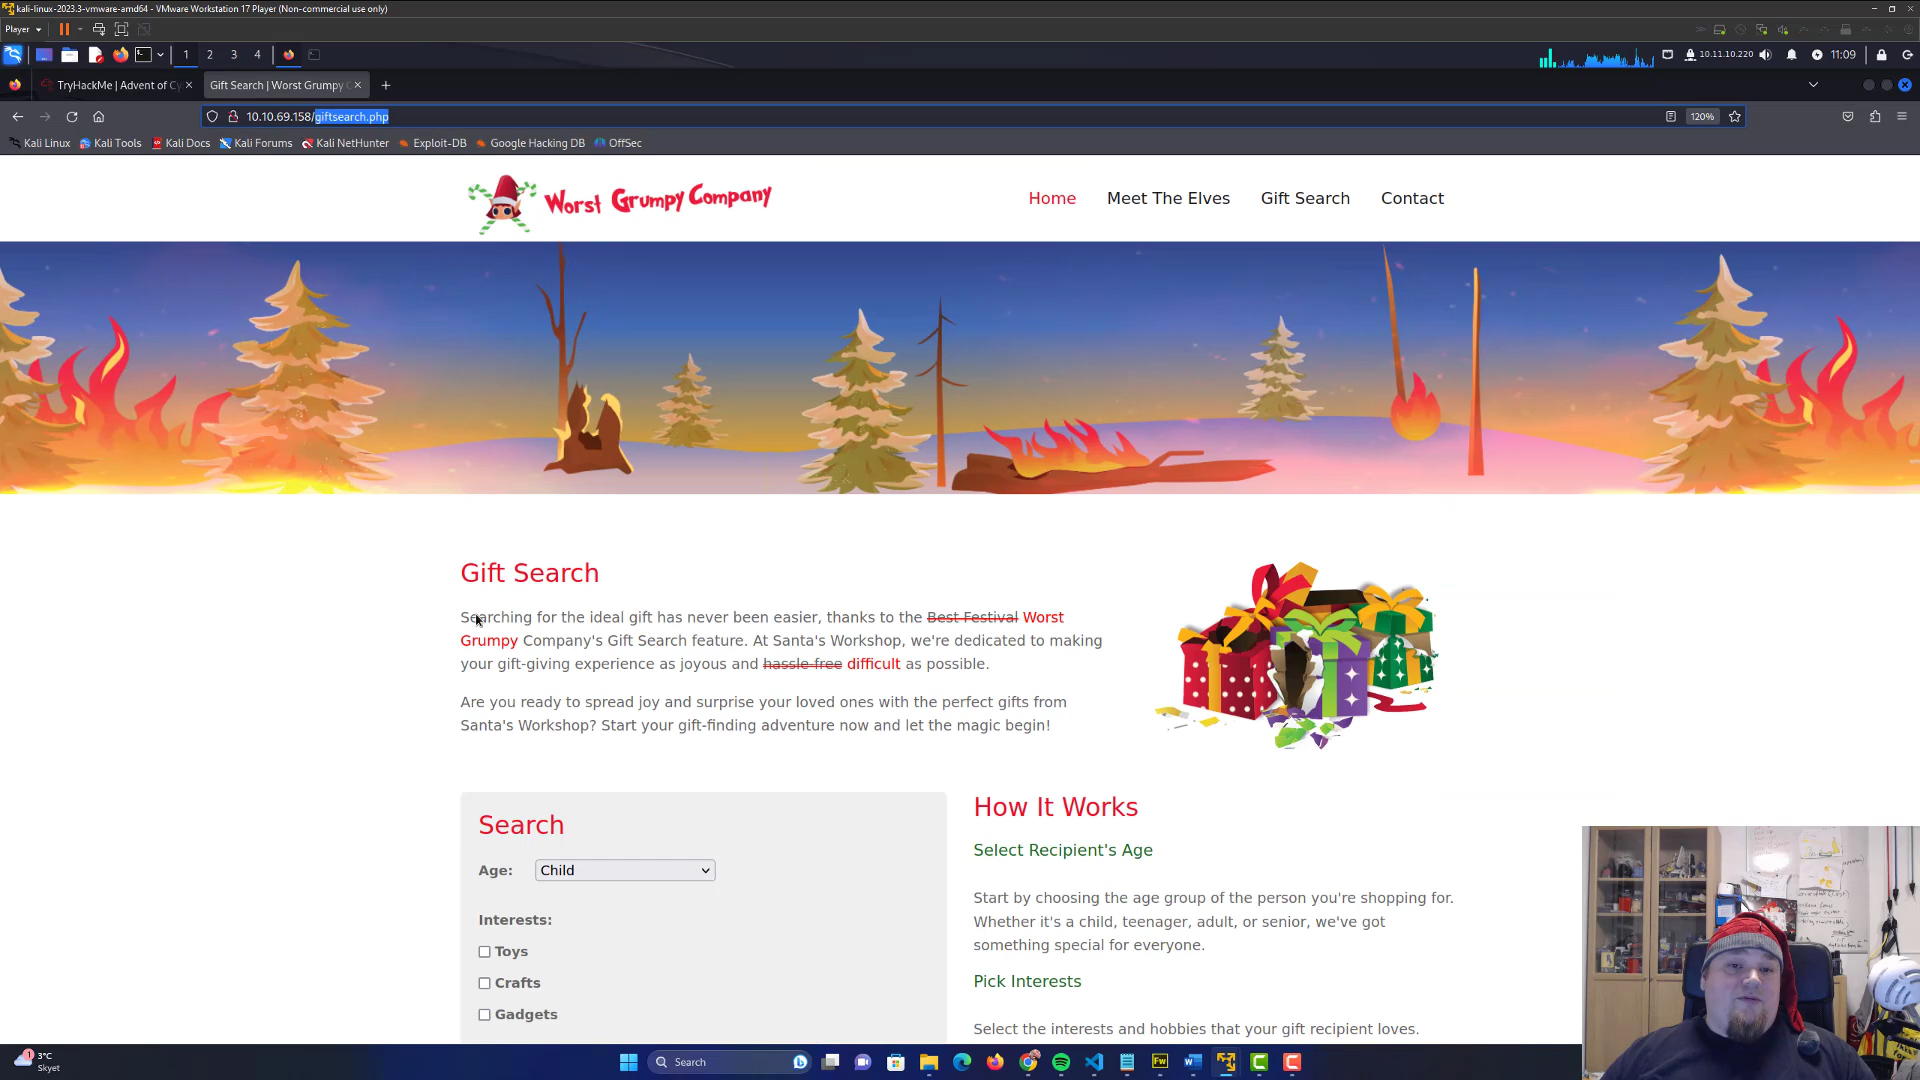 kali-linux-2023.3-vmware-amd64 - VMware Workstation 17 Player (Non-commercial use only)
Player
1 2 3 4
10.11.10.220
11:09
TryHackMe | Advent of Cy
Gift Search | Worst Grumpy C
10.10.69.158/giftsearch.php
120%
Kali Linux Kali Tools Kali Docs Kali Forums Kali NetHunter Exploit-DB Google Hacking DB OffSec
Worst Grumpy Company
Home Meet The Elves Gift Search Contact
Gift Search
Searching for the ideal gift has never been easier, thanks to the Best Festival Worst
Grumpy Company's Gift Search feature. At Santa's Workshop, we're dedicated to making
your gift-giving experience as joyous and hassle-free difficult as possible.
Are you ready to spread joy and surprise your loved ones with the perfect gifts from
Santa's Workshop? Start your gift-finding adventure now and let the magic begin!
Search
Age: Child
Interests:
Toys
Crafts
Gadgets
How It Works
Select Recipient's Age
Start by choosing the age group of the person you're shopping for.
Whether it's a child, teenager, adult, or senior, we've got
something special for everyone.
Pick Interests
Select the interests and hobbies that your gift recipient loves.
1
3°C
Skyet
Search
Fw